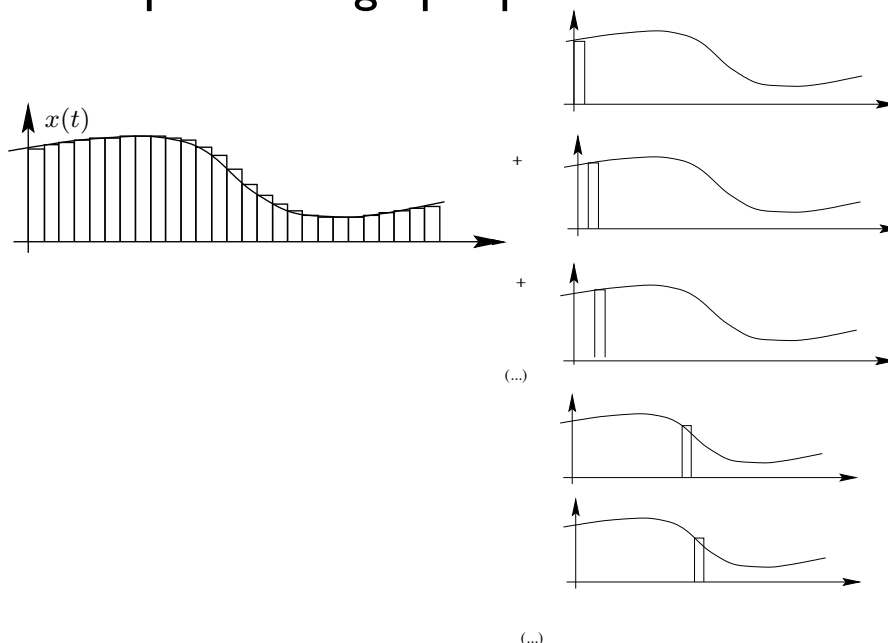 x(t)
+
+
(...)
(...)